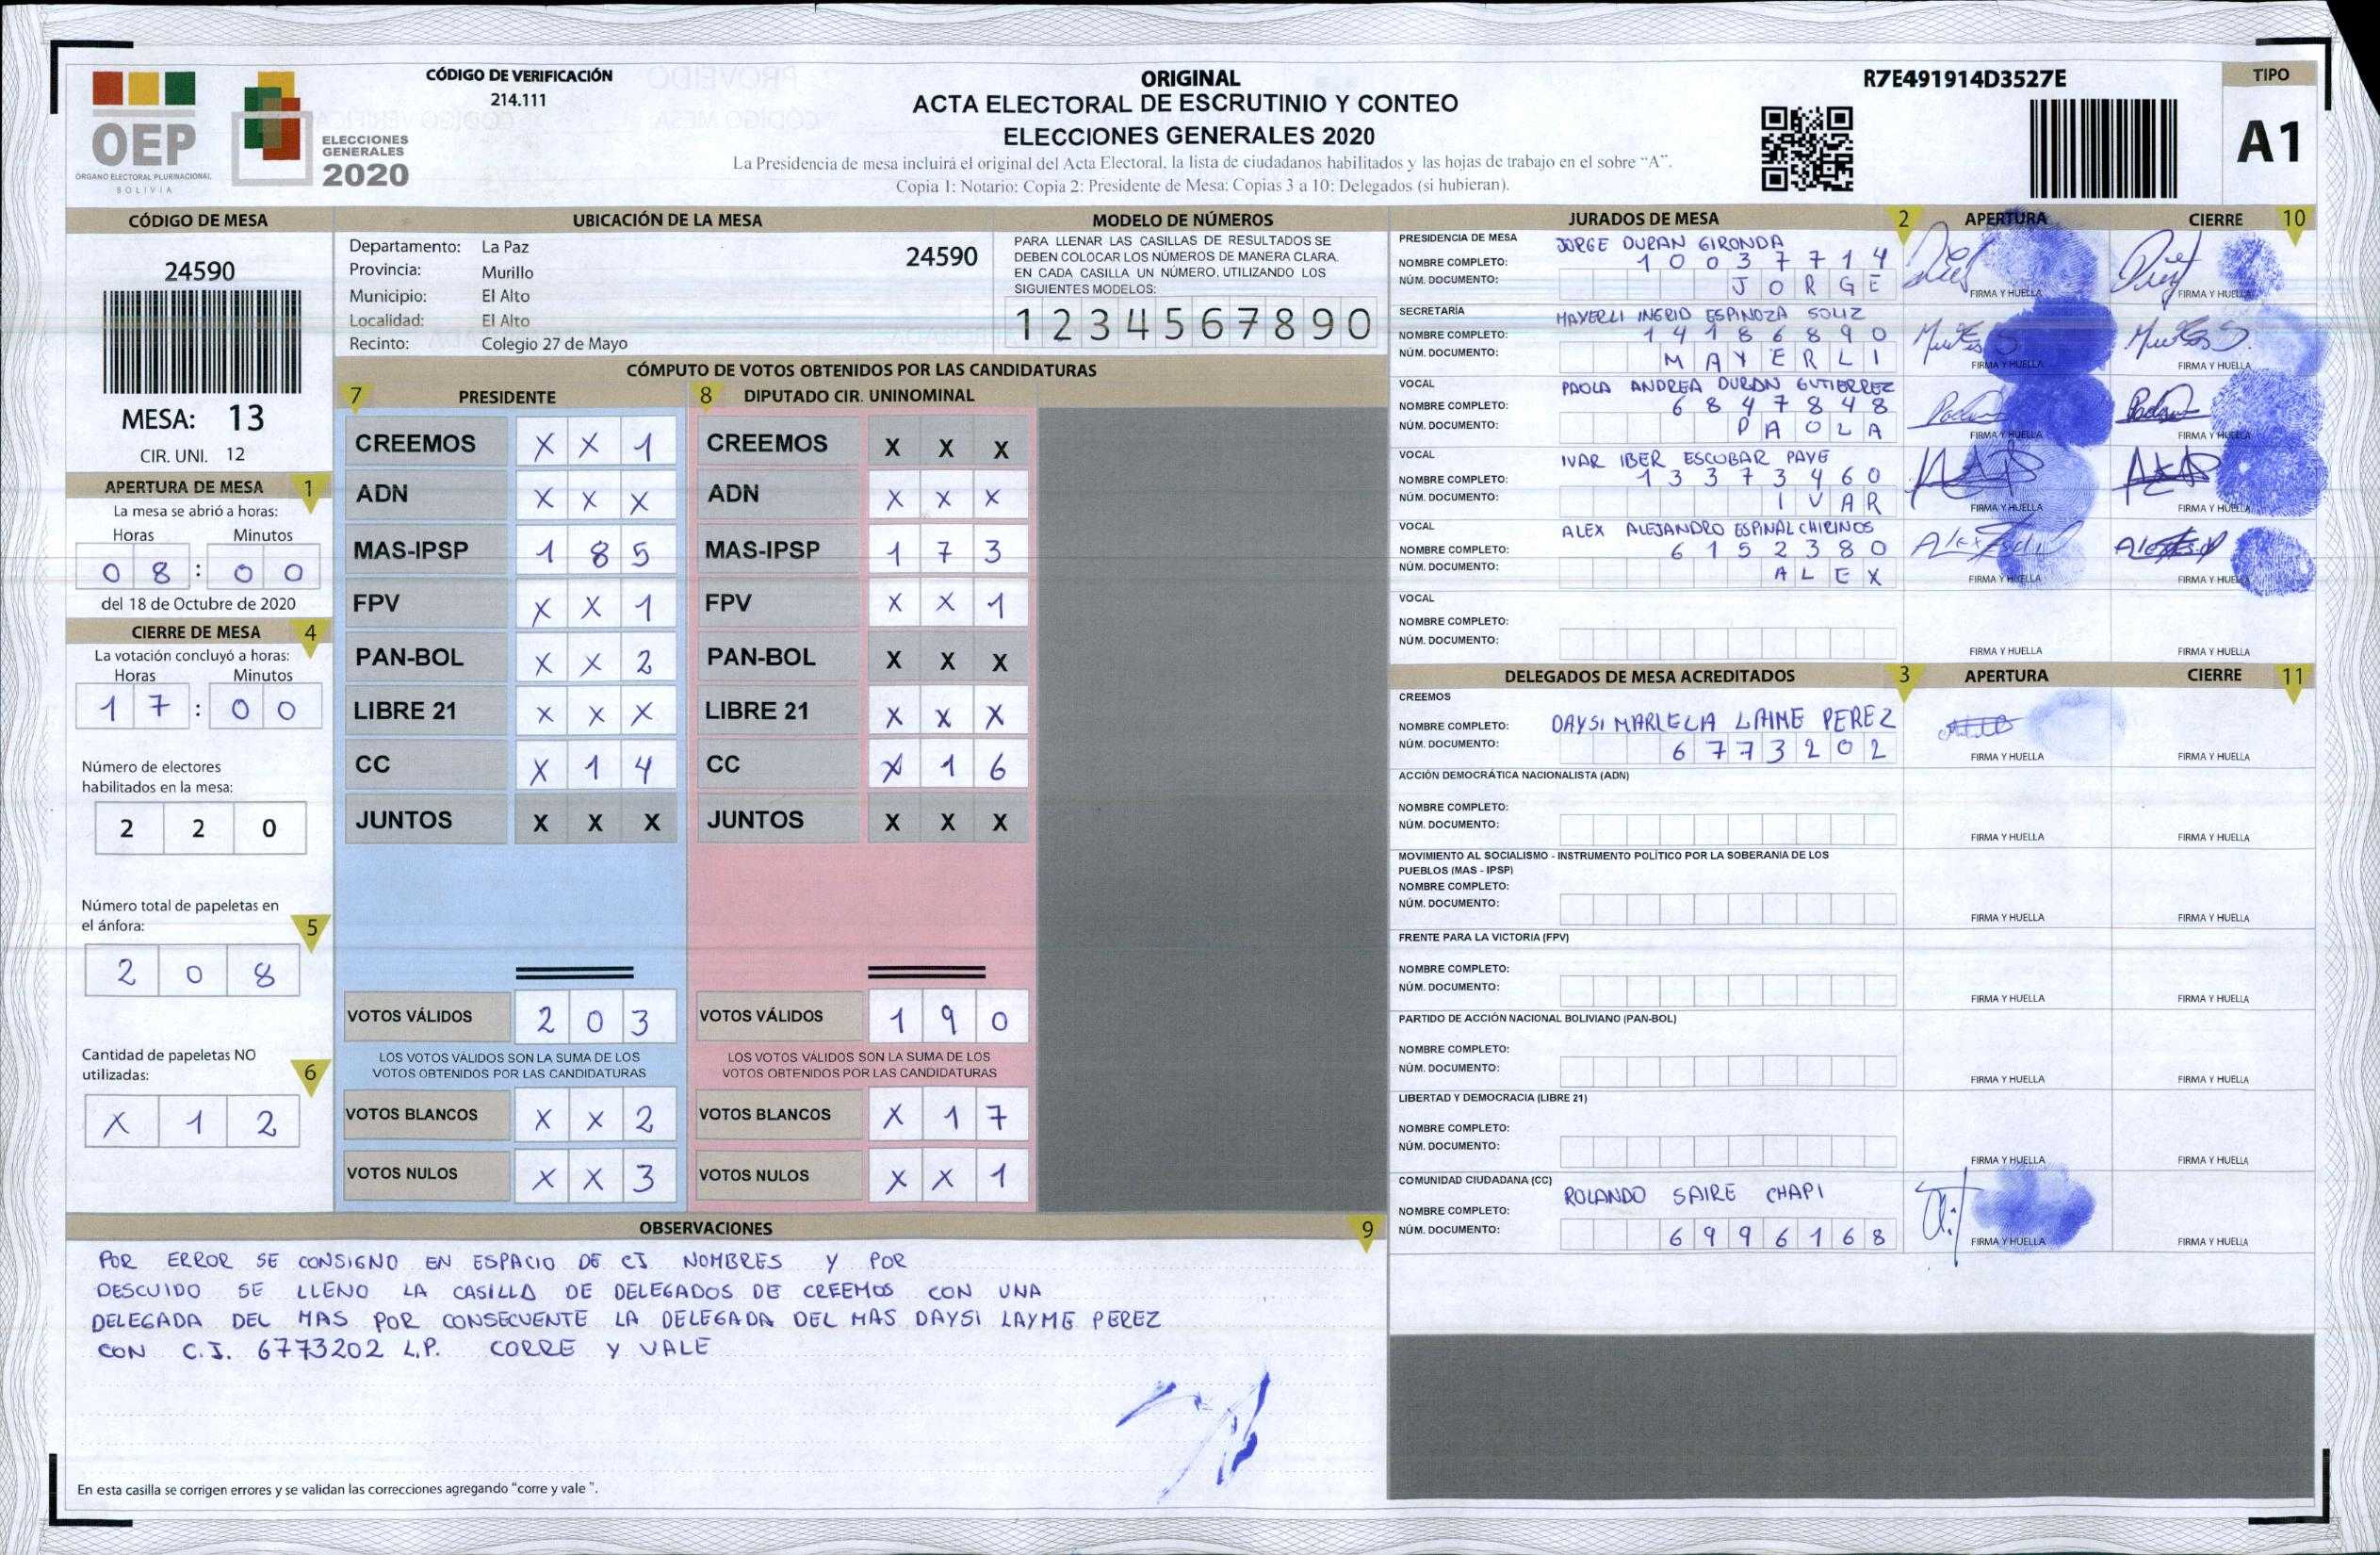 CÓDIGO DE VERIFICACIÓN
214.111
ORIGINAL
ACTA ELECTORAL DE ESCRUTINIO Y CONTEO
ELECCIONES GENERALES 2020
La Presidencia de mesa incluirá el original del Acta Electoral, la lista de ciudadanos habilitados y las hojas de trabajo en el sobre "A".
Copia 1: Notario; Copia 2: Presidente de Mesa; Copias 3 a 10: Delegados (si hubieran).
R7E491914D3527E
TIPO
A1
OEP
ÓRGANO ELECTORAL PLURINACIONAL
BOLIVIA
ELECCIONES
GENERALES
2020
CÓDIGO DE MESA
24590
MESA: 13
CIR. UNI. 12
APERTURA DE MESA 1
La mesa se abrió a horas:
Horas Minutos
0 8 : 0 0
del 18 de Octubre de 2020
CIERRE DE MESA 4
La votación concluyó a horas:
Horas Minutos
1 7 : 0 0
Número de electores
habilitados en la mesa:
2 2 0
Número total de papeletas en
el ánfora: 5
2 0 8
Cantidad de papeletas NO
utilizadas: 6
X 1 2
UBICACIÓN DE LA MESA
Departamento: La Paz 24590
Provincia: Murillo
Municipio: El Alto
Localidad: El Alto
Recinto: Colegio 27 de Mayo
MODELO DE NÚMEROS
PARA LLENAR LAS CASILLAS DE RESULTADOS SE
DEBEN COLOCAR LOS NÚMEROS DE MANERA CLARA.
EN CADA CASILLA UN NÚMERO, UTILIZANDO LOS
SIGUIENTES MODELOS:
1 2 3 4 5 6 7 8 9 0
CÓMPUTO DE VOTOS OBTENIDOS POR LAS CANDIDATURAS
7 PRESIDENTE
CREEMOS X X 1
ADN X X X
MAS-IPSP 1 8 5
FPV X X 1
PAN-BOL X X 2
LIBRE 21 X X X
CC X 1 4
JUNTOS X X X
VOTOS VÁLIDOS 2 0 3
LOS VOTOS VÁLIDOS SON LA SUMA DE LOS
VOTOS OBTENIDOS POR LAS CANDIDATURAS
VOTOS BLANCOS X X 2
VOTOS NULOS X X 3
8 DIPUTADO CIR. UNINOMINAL
CREEMOS X X X
ADN X X X
MAS-IPSP 1 7 3
FPV X X 1
PAN-BOL X X X
LIBRE 21 X X X
CC X 1 6
JUNTOS X X X
VOTOS VÁLIDOS 1 9 0
LOS VOTOS VÁLIDOS SON LA SUMA DE LOS
VOTOS OBTENIDOS POR LAS CANDIDATURAS
VOTOS BLANCOS X 1 7
VOTOS NULOS X X 1
JURADOS DE MESA 2 APERTURA CIERRE 10
PRESIDENCIA DE MESA
NOMBRE COMPLETO: JORGE DURAN GIRONDA
1 0 0 3 7 7 1 4
NÚM. DOCUMENTO: J O R G E
FIRMA Y HUELLA FIRMA Y HUELLA
SECRETARÍA
NOMBRE COMPLETO: MAYERLI INGRID ESPINOZA SOLIZ
1 4 1 8 6 8 9 0
NÚM. DOCUMENTO: M A Y E R L I
FIRMA Y HUELLA FIRMA Y HUELLA
VOCAL
NOMBRE COMPLETO: PAOLA ANDREA DURAN GUTIERREZ
6 8 4 7 8 4 8
NÚM. DOCUMENTO: P A O L A
FIRMA Y HUELLA FIRMA Y HUELLA
VOCAL
NOMBRE COMPLETO: IVAR IBER ESCOBAR PAYE
1 3 3 7 3 4 6 0
NÚM. DOCUMENTO: I V A R
FIRMA Y HUELLA FIRMA Y HUELLA
VOCAL
NOMBRE COMPLETO: ALEX ALEJANDRO ESPINAL CHIRINOS
6 1 5 2 3 8 0
NÚM. DOCUMENTO: A L E X
FIRMA Y HUELLA FIRMA Y HUELLA
VOCAL
NOMBRE COMPLETO:
NÚM. DOCUMENTO:
FIRMA Y HUELLA FIRMA Y HUELLA
DELEGADOS DE MESA ACREDITADOS 3 APERTURA CIERRE 11
CREEMOS
NOMBRE COMPLETO: DAYSI MARLELA LAIME PEREZ
NÚM. DOCUMENTO: 6 7 7 3 2 0 2
FIRMA Y HUELLA FIRMA Y HUELLA
ACCIÓN DEMOCRÁTICA NACIONALISTA (ADN)
NOMBRE COMPLETO:
NÚM. DOCUMENTO:
FIRMA Y HUELLA FIRMA Y HUELLA
MOVIMIENTO AL SOCIALISMO - INSTRUMENTO POLÍTICO POR LA SOBERANIA DE LOS
PUEBLOS (MAS - IPSP)
NOMBRE COMPLETO:
NÚM. DOCUMENTO:
FIRMA Y HUELLA FIRMA Y HUELLA
FRENTE PARA LA VICTORIA (FPV)
NOMBRE COMPLETO:
NÚM. DOCUMENTO:
FIRMA Y HUELLA FIRMA Y HUELLA
PARTIDO DE ACCIÓN NACIONAL BOLIVIANO (PAN-BOL)
NOMBRE COMPLETO:
NÚM. DOCUMENTO:
FIRMA Y HUELLA FIRMA Y HUELLA
LIBERTAD Y DEMOCRACIA (LIBRE 21)
NOMBRE COMPLETO:
NÚM. DOCUMENTO:
FIRMA Y HUELLA FIRMA Y HUELLA
COMUNIDAD CIUDADANA (CC)
NOMBRE COMPLETO: ROLANDO SAIRE CHAPI
NÚM. DOCUMENTO: 6 9 9 6 1 6 8
FIRMA Y HUELLA FIRMA Y HUELLA
OBSERVACIONES 9
POR ERROR SE CONSIGNO EN ESPACIO DE CI NOMBRES Y POR
DESCUIDO SE LLENO LA CASILLA DE DELEGADOS DE CREEMOS CON UNA
DELEGADA DEL MAS POR CONSECUENTE LA DELEGADA DEL MAS DAYSI LAYME PEREZ
CON C.I. 6773202 L.P. CORRE Y VALE
En esta casilla se corrigen errores y se validan las correcciones agregando "corre y vale".